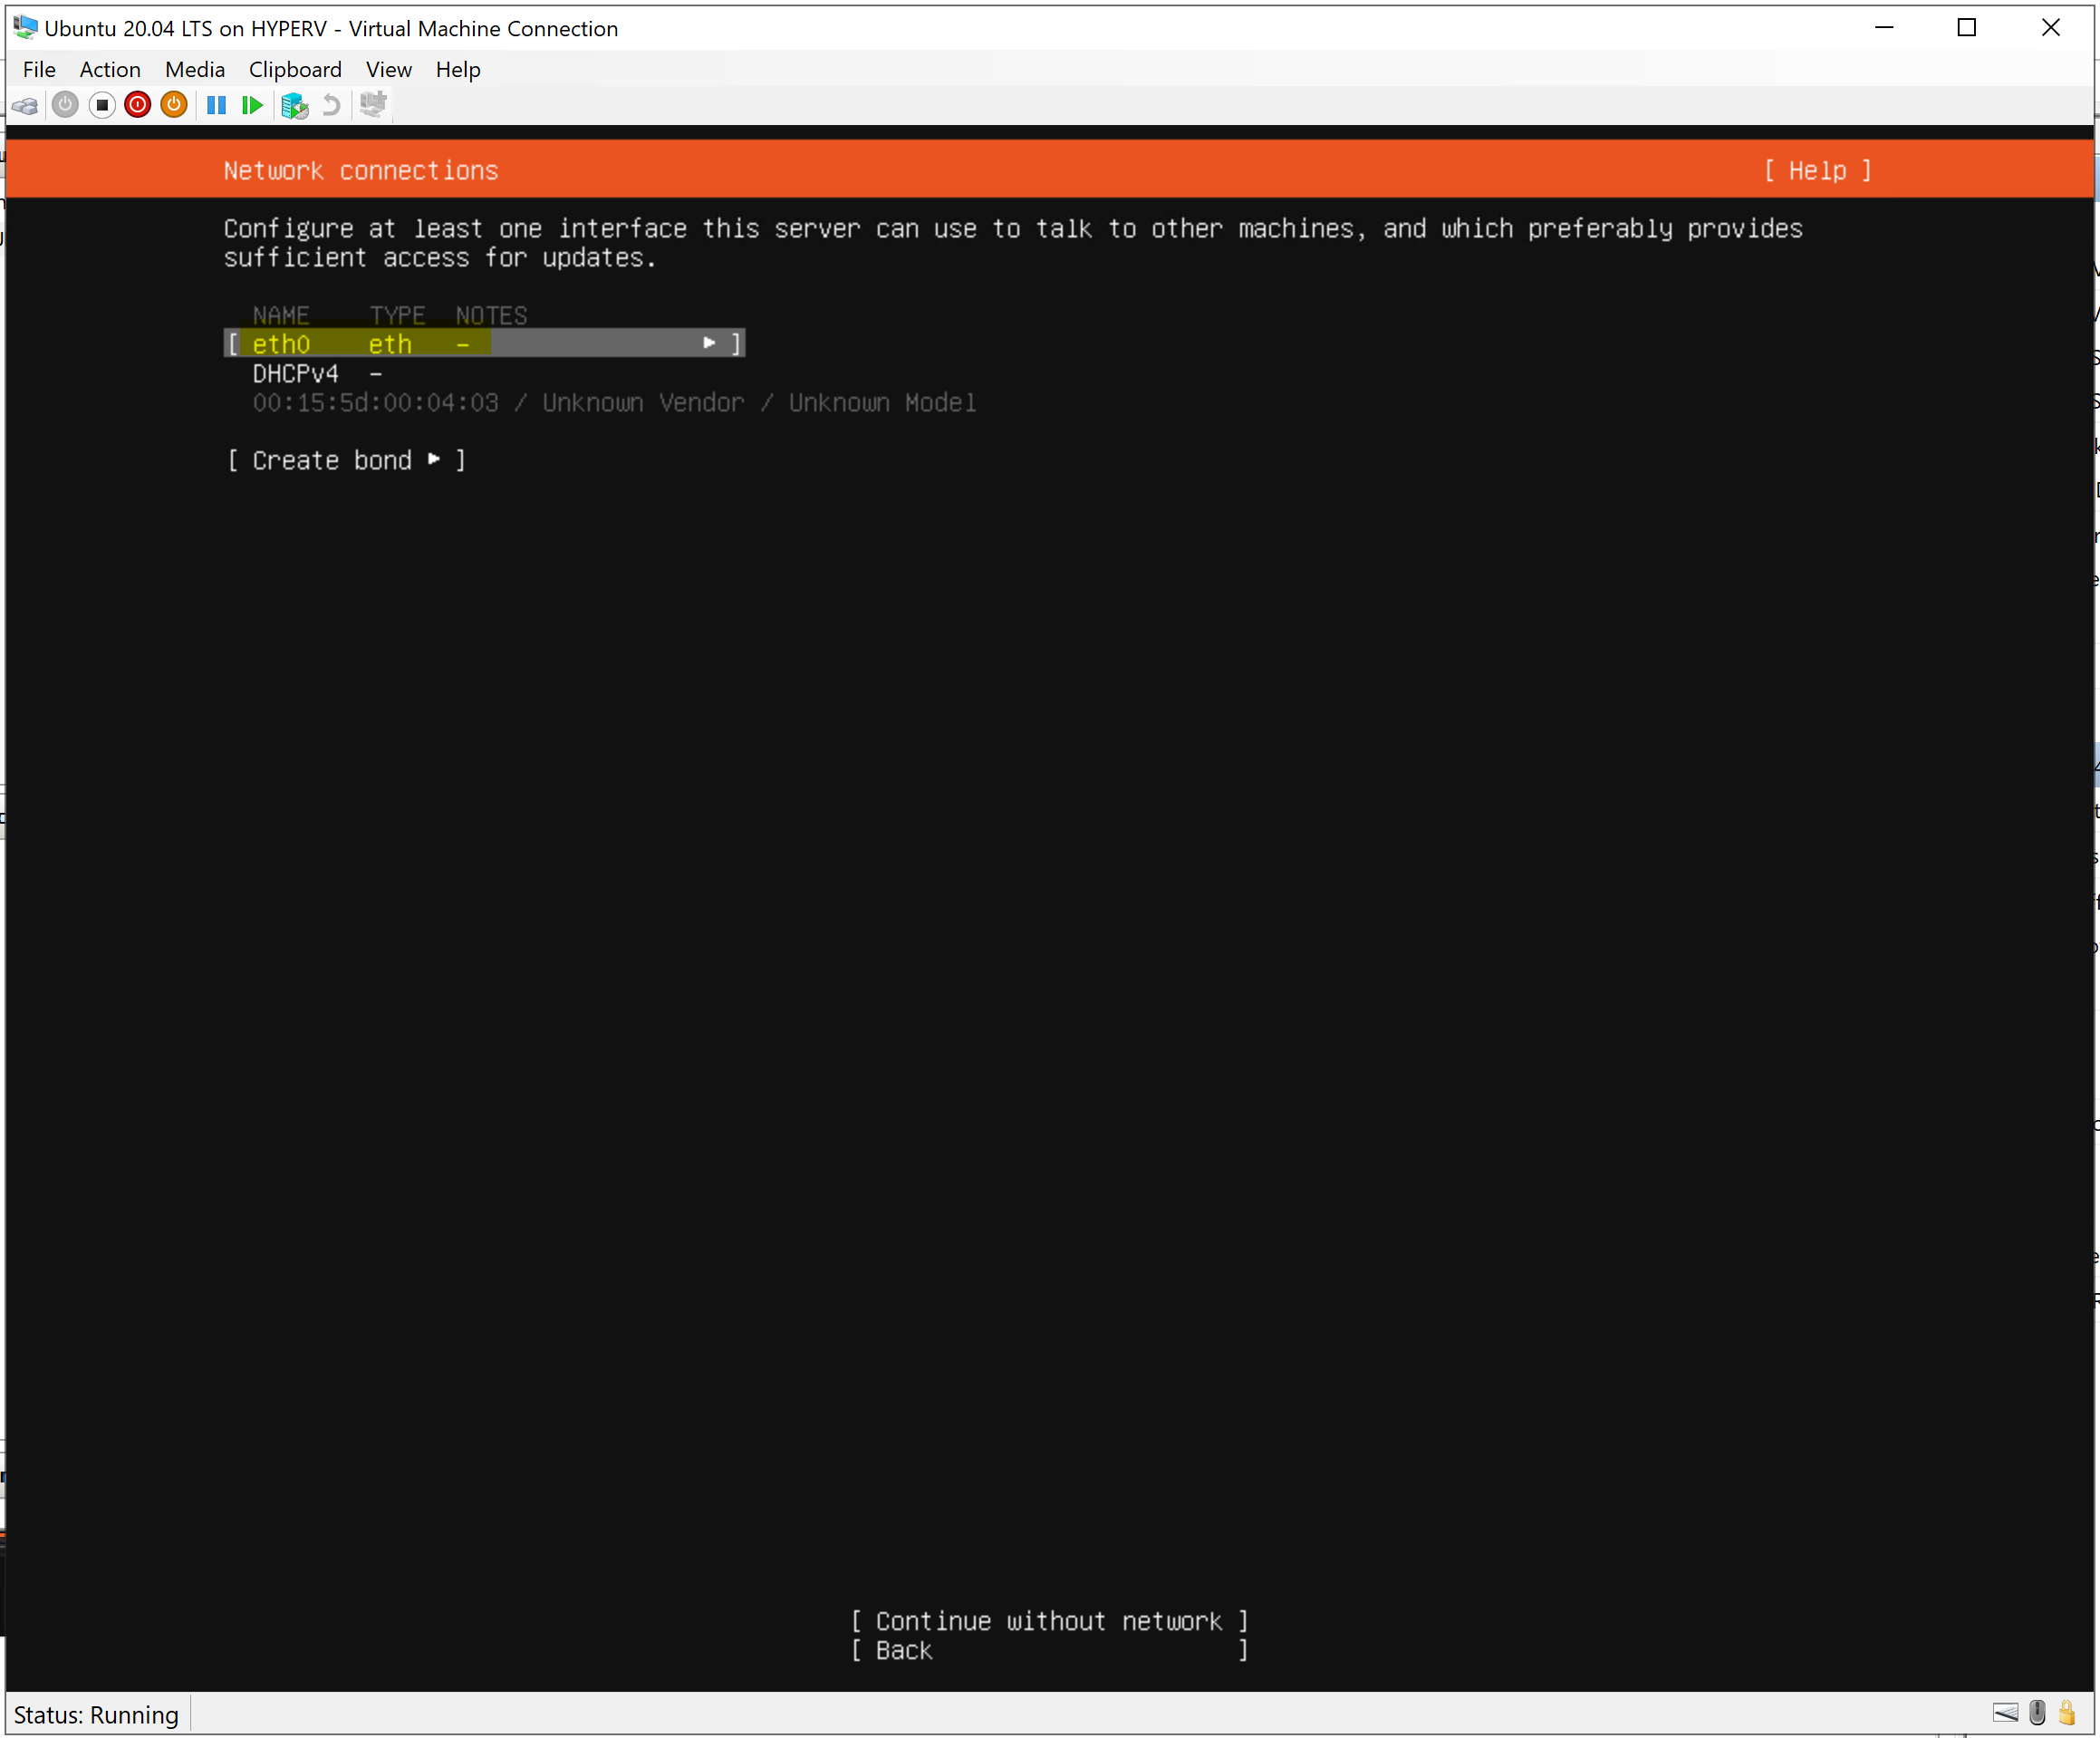 Ubuntu 20.04 LTS on HYPERV - Virtual Machine Connection
File Action Media Clipboard View Help
Network connections [ Help ]
Configure at least one interface this server can use to talk to other machines, and which preferably provides
sufficient access for updates.
NAME TYPE NOTES
[ eth0 eth - ▸ ]
DHCPv4 -
00:15:5d:00:04:03 / Unknown Vendor / Unknown Model
[ Create bond ▸ ]
[ Continue without network ]
[ Back ]
Status: Running